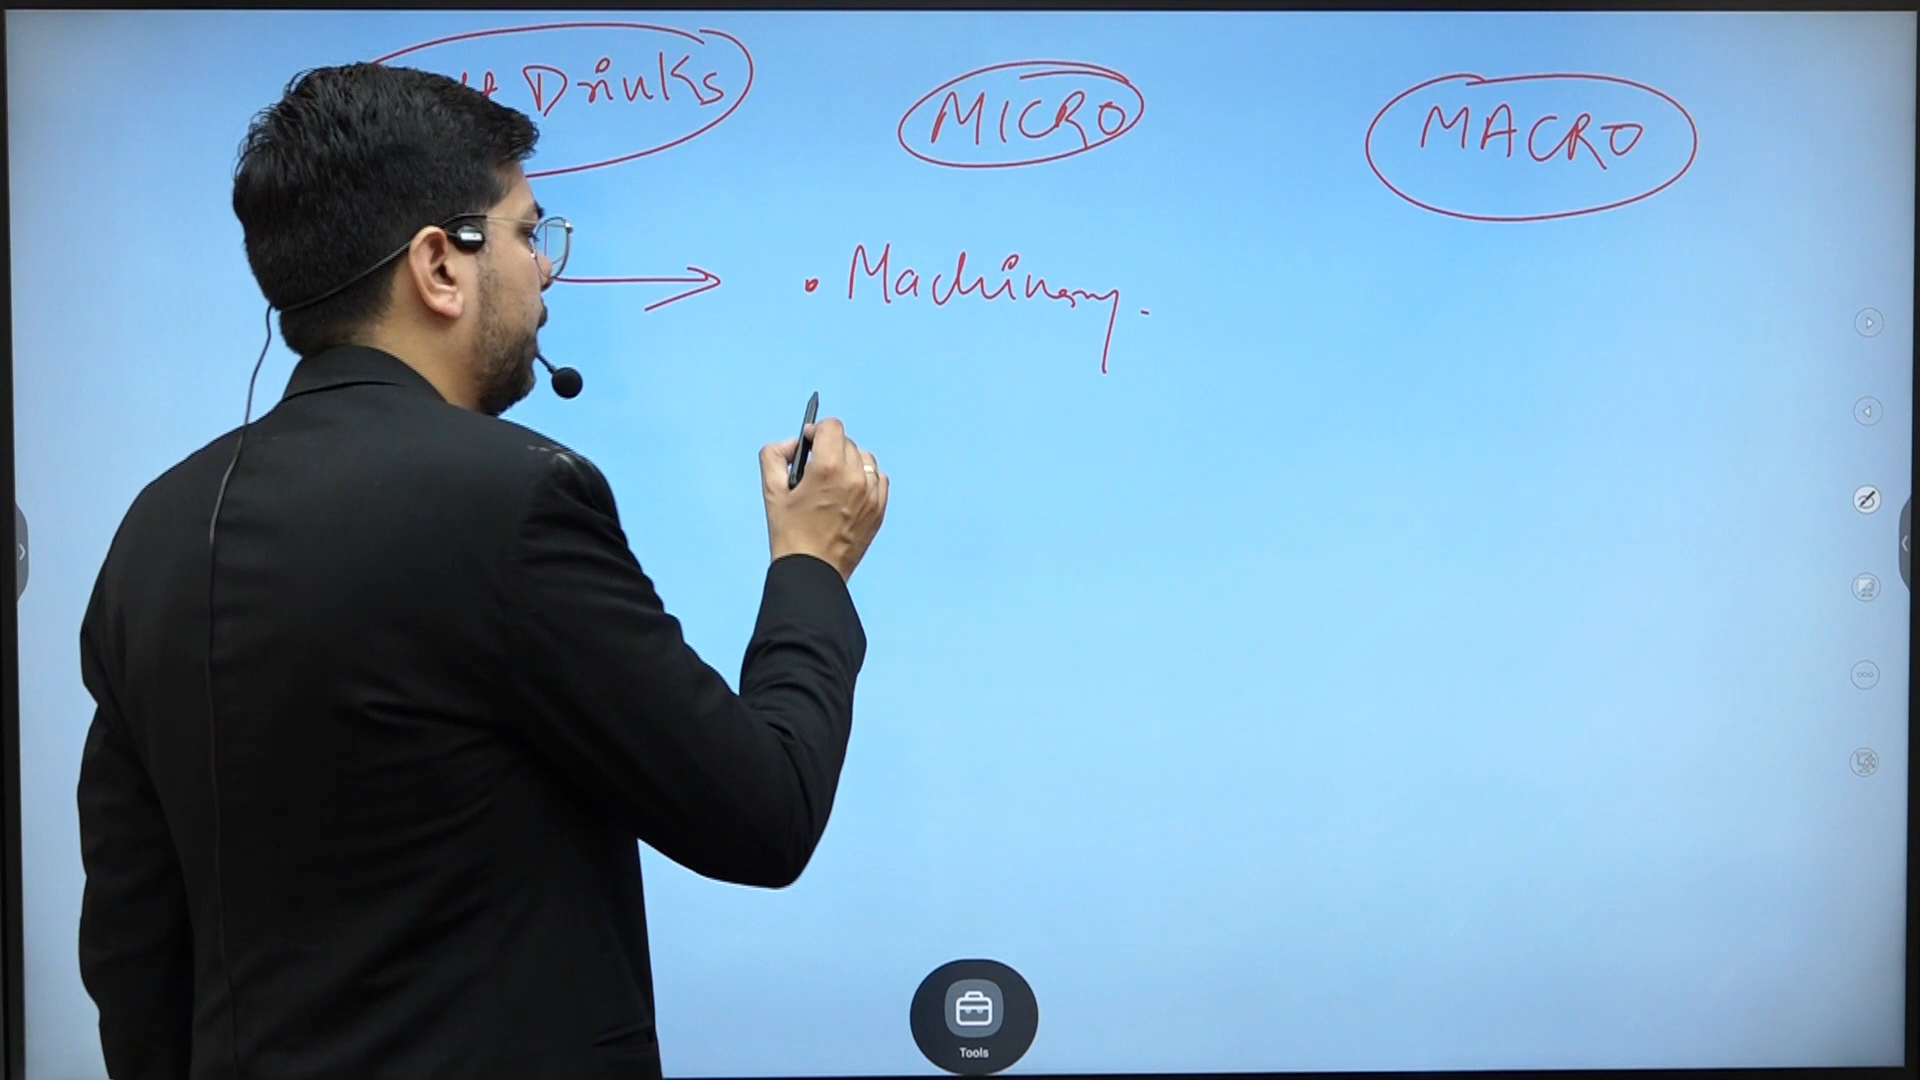 Drinks
MICRO
MACRO
• Machinery.
Tools